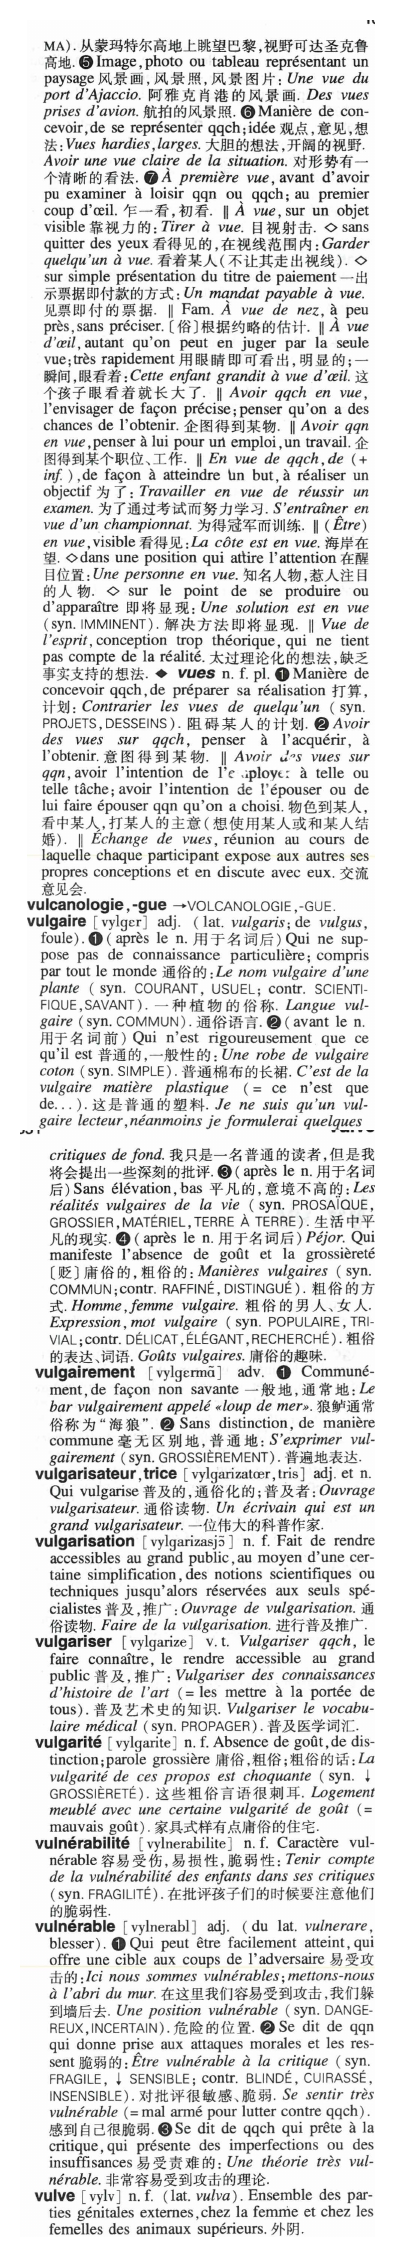 MA). 从蒙玛特尔高地上眺望巴黎,视野可达圣克鲁
高地. ❺ Image, photo ou tableau représentant un
paysage 风景画, 风景照, 风景图片: Une vue du
port d'Ajaccio. 阿雅克肖港的风景画. Des vues
prises d'avion. 航拍的风景照. ❻ Manière de con-
cevoir, de se représenter qqch; idée 观点,意见,想
法: Vues hardies, larges. 大胆的想法,开阔的视野.
Avoir une vue claire de la situation. 对形势有一
个清晰的看法. ❼ À première vue, avant d'avoir
pu examiner à loisir qqn ou qqch; au premier
coup d'œil. 乍一看,初看. ‖ À vue, sur un objet
visible 靠视力的: Tirer à vue. 目视射击. ◇ sans
quitter des yeux 看得见的,在视线范围内: Garder
quelqu'un à vue. 看着某人(不让其走出视线). ◇
sur simple présentation du titre de paiement 一出
示票据即付款的方式: Un mandat payable à vue.
见票即付的票据. ‖ Fam. À vue de nez, à peu
près, sans préciser. [俗]根据约略的估计. ‖ À vue
d'œil, autant qu'on peut en juger par la seule
vue; très rapidement 用眼睛即可看出,明显的; 一
瞬间,眼看着: Cette enfant grandit à vue d'œil. 这
个孩子眼看着就长大了. ‖ Avoir qqch en vue,
l'envisager de façon précise; penser qu'on a des
chances de l'obtenir. 企图得到某物. ‖ Avoir qqn
en vue, penser à lui pour un emploi, un travail. 企
图得到某个职位、工作. ‖ En vue de qqch, de (+
inf.), de façon à atteindre un but, à réaliser un
objectif 为了: Travailler en vue de réussir un
examen. 为了通过考试而努力学习. S'entraîner en
vue d'un championnat. 为得冠军而训练. ‖ (Être)
en vue, visible 看得见: La côte est en vue. 海岸在
望. ◇ dans une position qui attire l'attention 在醒
目位置: Une personne en vue. 知名人物,惹人注目
的人物. ◇ sur le point de se produire ou
d'apparaître 即将显现: Une solution est en vue
(syn. IMMINENT). 解决方法即将显现. ‖ Vue de
l'esprit, conception trop théorique, qui ne tient
pas compte de la réalité. 太过理论化的想法,缺乏
事实支持的想法. ◆ vues n. f. pl. ❶ Manière de
concevoir qqch, de préparer sa réalisation 打算,
计划: Contrarier les vues de quelqu'un (syn.
PROJETS, DESSEINS). 阻碍某人的计划. ❷ Avoir
des vues sur qqch, penser à l'acquérir, à
l'obtenir. 意图得到某物. ‖ Avoir des vues sur
qqn, avoir l'intention de l'employer à telle ou
telle tâche; avoir l'intention de l'épouser ou de
lui faire épouser qqn qu'on a choisi. 物色到某人,
看中某人,打某人的主意(想使用某人或和某人结
婚). ‖ Échange de vues, réunion au cours de
laquelle chaque participant expose aux autres ses
propres conceptions et en discute avec eux. 交流
意见会.
vulcanologie, -gue →VOLCANOLOGIE, -GUE.
vulgaire [vylgɛr] adj. (lat. vulgaris; de vulgus,
foule). ❶ (après le n. 用于名词后) Qui ne sup-
pose pas de connaissance particulière; compris
par tout le monde 通俗的: Le nom vulgaire d'une
plante (syn. COURANT, USUEL; contr. SCIENTI-
FIQUE, SAVANT). 一种植物的俗称. Langue vul-
gaire (syn. COMMUN). 通俗语言. ❷ (avant le n.
用于名词前) Qui n'est rigoureusement que ce
qu'il est 普通的,一般性的: Une robe de vulgaire
coton (syn. SIMPLE). 普通棉布的长裙. C'est de la
vulgaire matière plastique (= ce n'est que
de...). 这是普通的塑料. Je ne suis qu'un vul-
gaire lecteur, néanmoins je formulerai quelques
critiques de fond. 我只是一名普通的读者,但是我
将会提出一些深刻的批评. ❸ (après le n. 用于名词
后) Sans élévation, bas 平凡的,意境不高的: Les
réalités vulgaires de la vie (syn. PROSAÏQUE,
GROSSIER, MATÉRIEL, TERRE À TERRE). 生活中平
凡的现实. ❹ (après le n. 用于名词后) Péjor. Qui
manifeste l'absence de goût et la grossièreté
[贬]庸俗的,粗俗的: Manières vulgaires (syn.
COMMUN; contr. RAFFINÉ, DISTINGUÉ). 粗俗的方
式. Homme, femme vulgaire. 粗俗的男人、女人.
Expression, mot vulgaire (syn. POPULAIRE, TRI-
VIAL; contr. DÉLICAT, ÉLÉGANT, RECHERCHÉ). 粗俗
的表达、词语. Goûts vulgaires. 庸俗的趣味.
vulgairement [vylgɛrmɑ̃] adv. ❶ Communé-
ment, de façon non savante 一般地,通常地: Le
bar vulgairement appelé «loup de mer». 狼鲈通常
俗称为“海狼”. ❷ Sans distinction, de manière
commune 毫无区别地,普通地: S'exprimer vul-
gairement (syn. GROSSIÈREMENT). 普遍地表达.
vulgarisateur, trice [vylgarizatœr, tris] adj. et n.
Qui vulgarise 普及的,通俗化的;普及者: Ouvrage
vulgarisateur. 通俗读物. Un écrivain qui est un
grand vulgarisateur. 一位伟大的科普作家.
vulgarisation [vylgarizasjɔ̃] n. f. Fait de rendre
accessibles au grand public, au moyen d'une cer-
taine simplification, des notions scientifiques ou
techniques jusqu'alors réservées aux seuls spé-
cialistes 普及,推广: Ouvrage de vulgarisation. 通
俗读物. Faire de la vulgarisation. 进行普及推广.
vulgariser [vylgarize] v. t. Vulgariser qqch, le
faire connaître, le rendre accessible au grand
public 普及,推广: Vulgariser des connaissances
d'histoire de l'art (= les mettre à la portée de
tous). 普及艺术史的知识. Vulgariser le vocabu-
laire médical (syn. PROPAGER). 普及医学词汇.
vulgarité [vylgarite] n. f. Absence de goût, de dis-
tinction; parole grossière 庸俗,粗俗;粗俗的话: La
vulgarité de ces propos est choquante (syn. ↓
GROSSIÈRETÉ). 这些粗俗言语很刺耳. Logement
meublé avec une certaine vulgarité de goût (=
mauvais goût). 家具式样有点庸俗的住宅.
vulnérabilité [vylnerabilite] n. f. Caractère vul-
nérable 容易受伤,易损性,脆弱性: Tenir compte
de la vulnérabilité des enfants dans ses critiques
(syn. FRAGILITÉ). 在批评孩子们的时候要注意他们
的脆弱性.
vulnérable [vylnerabl] adj. (du lat. vulnerare,
blesser). ❶ Qui peut être facilement atteint, qui
offre une cible aux coups de l'adversaire 易受攻
击的: Ici nous sommes vulnérables; mettons-nous
à l'abri du mur. 在这里我们容易受到攻击,我们躲
到墙后去. Une position vulnérable (syn. DANGE-
REUX, INCERTAIN). 危险的位置. ❷ Se dit de qqn
qui donne prise aux attaques morales et les res-
sent 脆弱的: Être vulnérable à la critique (syn.
FRAGILE, ↓ SENSIBLE; contr. BLINDÉ, CUIRASSÉ,
INSENSIBLE). 对批评很敏感、脆弱. Se sentir très
vulnérable (= mal armé pour lutter contre qqch).
感到自己很脆弱. ❸ Se dit de qqch qui prête à la
critique, qui présente des imperfections ou des
insuffisances 易受责难的: Une théorie très vul-
nérable. 非常容易受到攻击的理论.
vulve [vylv] n. f. (lat. vulva). Ensemble des par-
ties génitales externes, chez la femme et chez les
femelles des animaux supérieurs. 外阴.